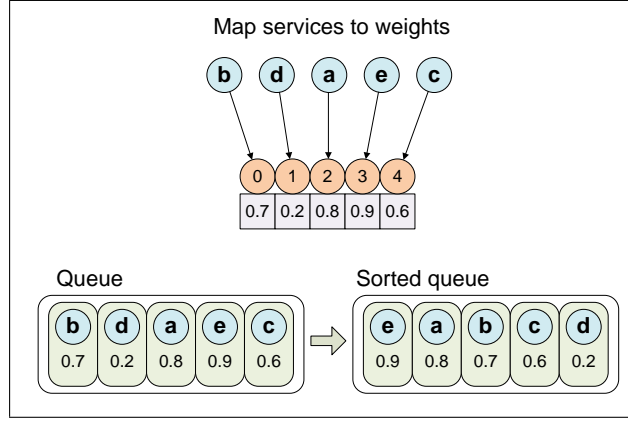 Map services to weights
b d a e c
0 1 2 3 4
0.7 0.2 0.8 0.9 0.6
Queue
b d a e c
0.7 0.2 0.8 0.9 0.6
Sorted queue
e a b c d
0.9 0.8 0.7 0.6 0.2